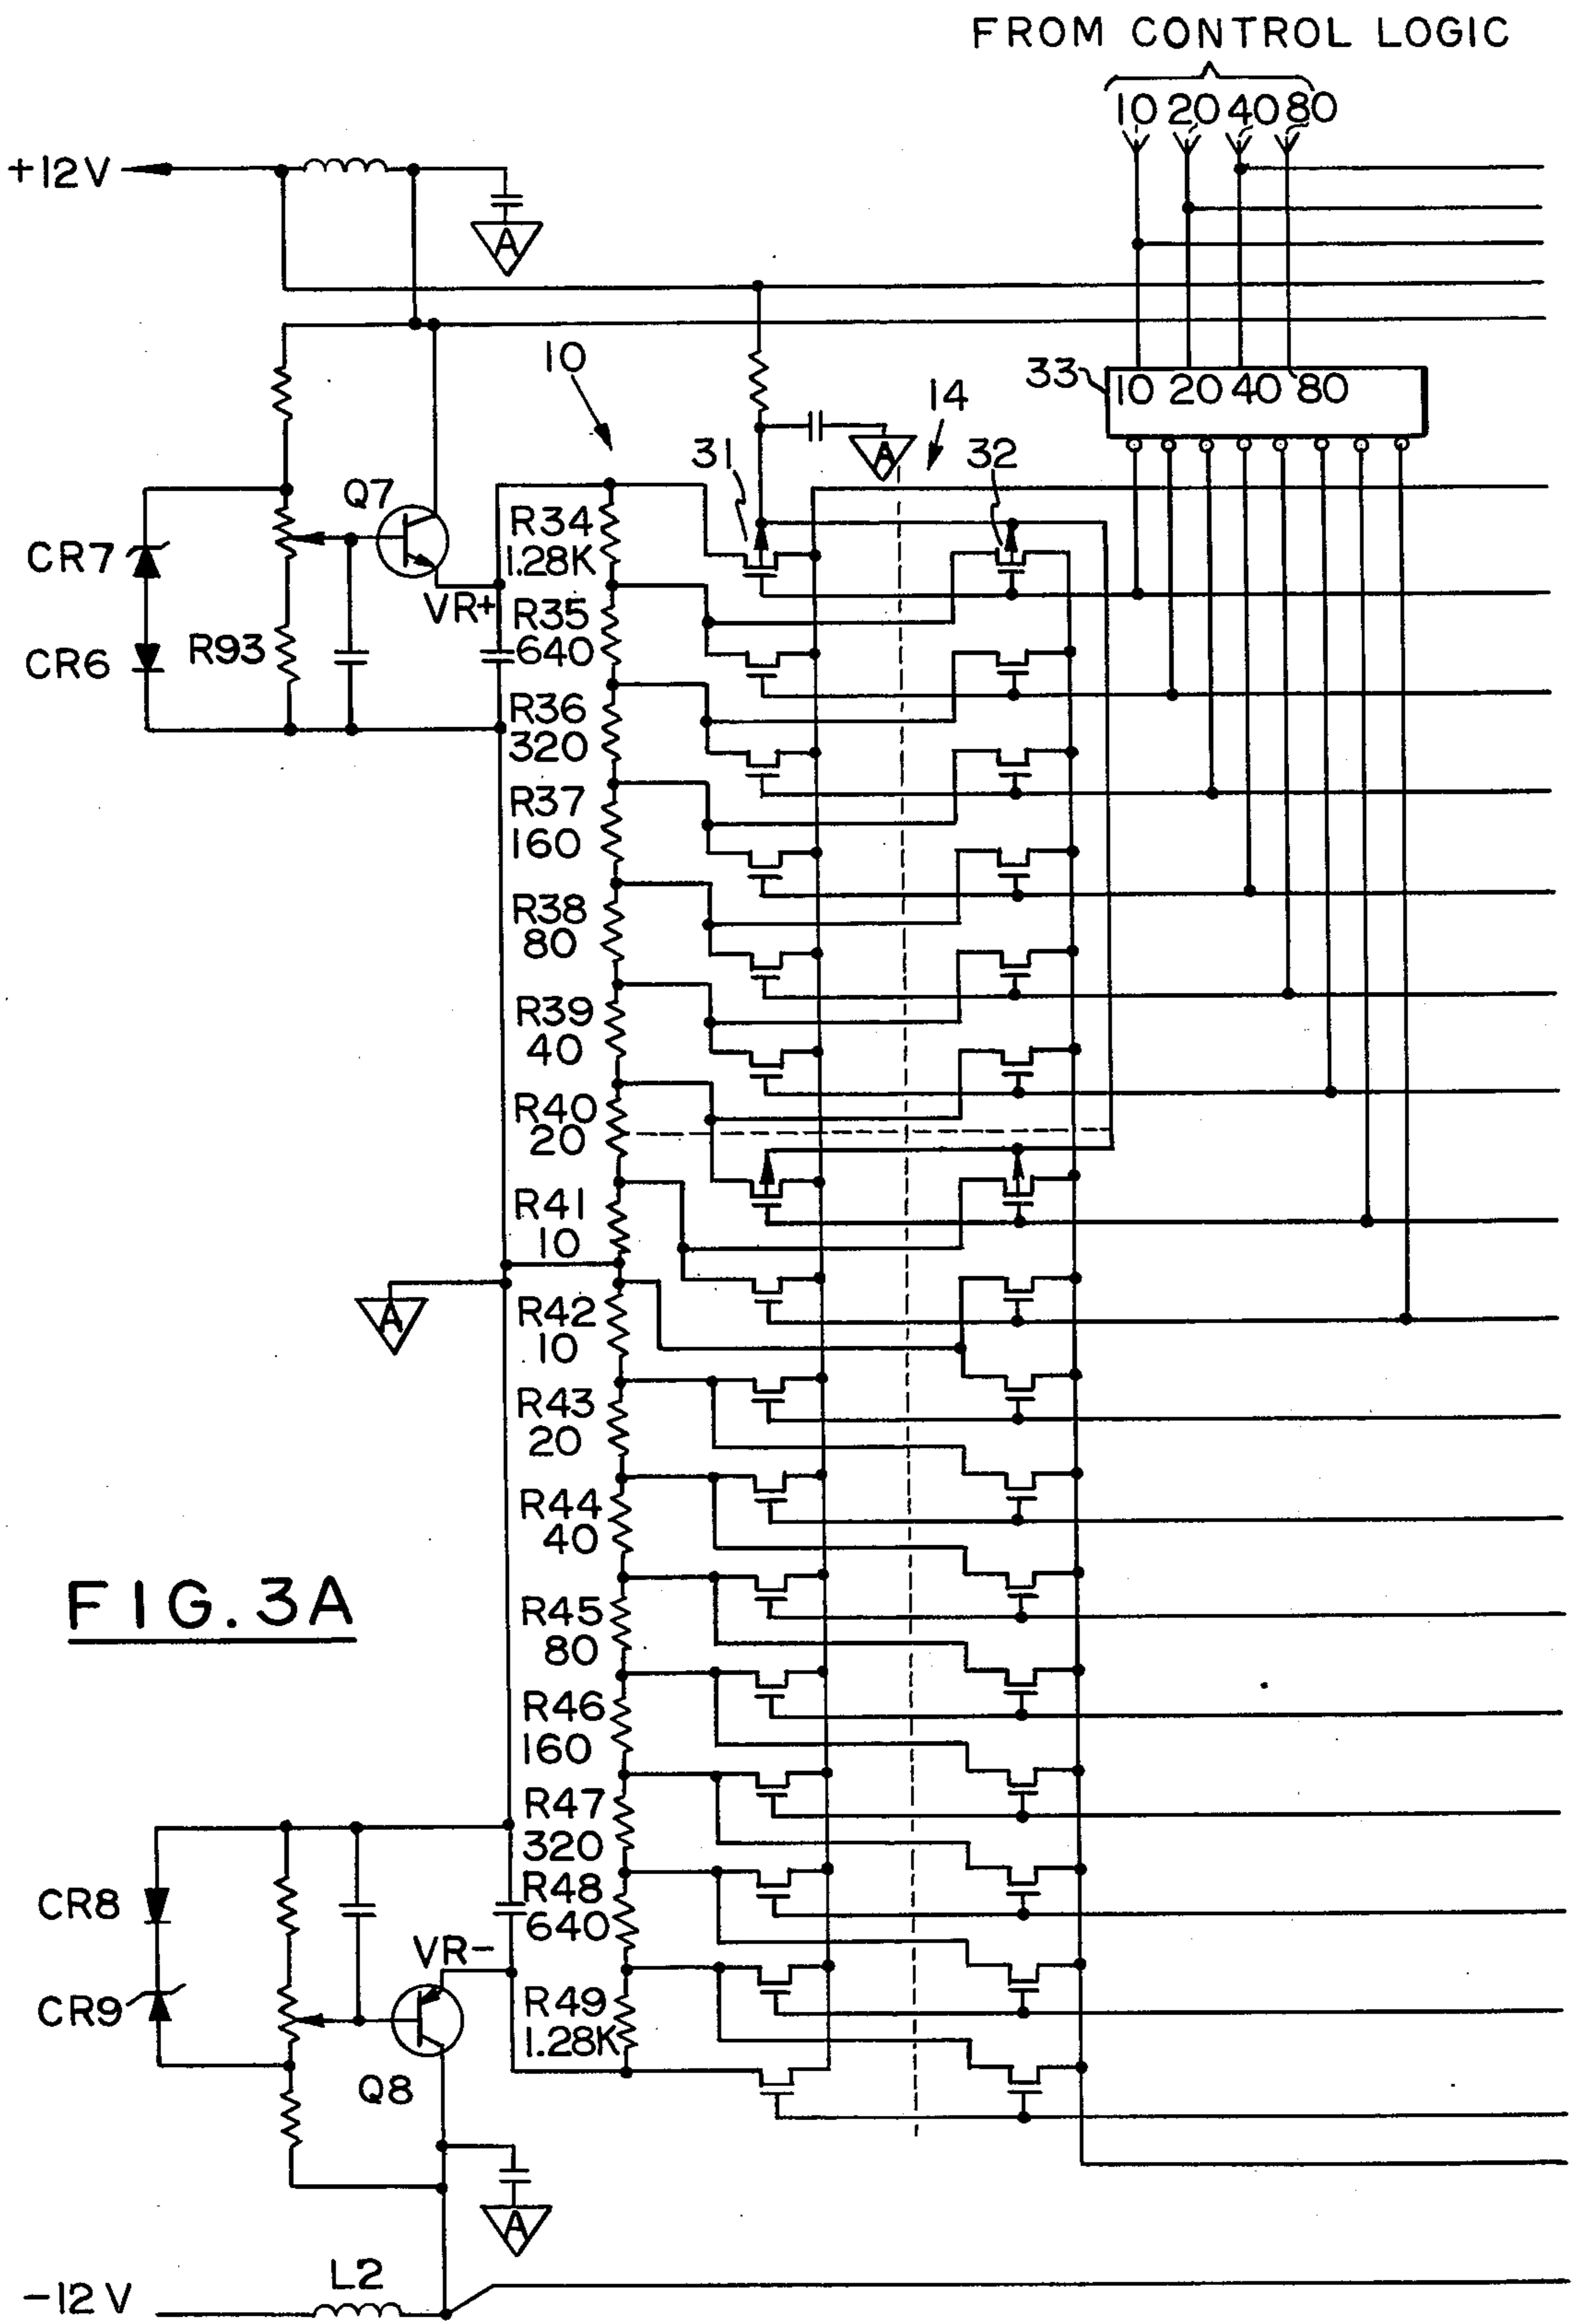 FROM CONTROL LOGIC
10 20 40 80
+12V
A
10
33
10 20 40 80
14
A
31
32
Q7
R34
1.28K
CR7
VR+
R35
640
CR6
R93
R36
320
R37
160
R38
80
R39
40
R40
20
R41
10
A
R42
10
R43
20
R44
40
FIG. 3A
R45
80
R46
160
R47
320
CR8
R48
640
VR-
CR9
R49
1.28K
Q8
A
L2
-12V